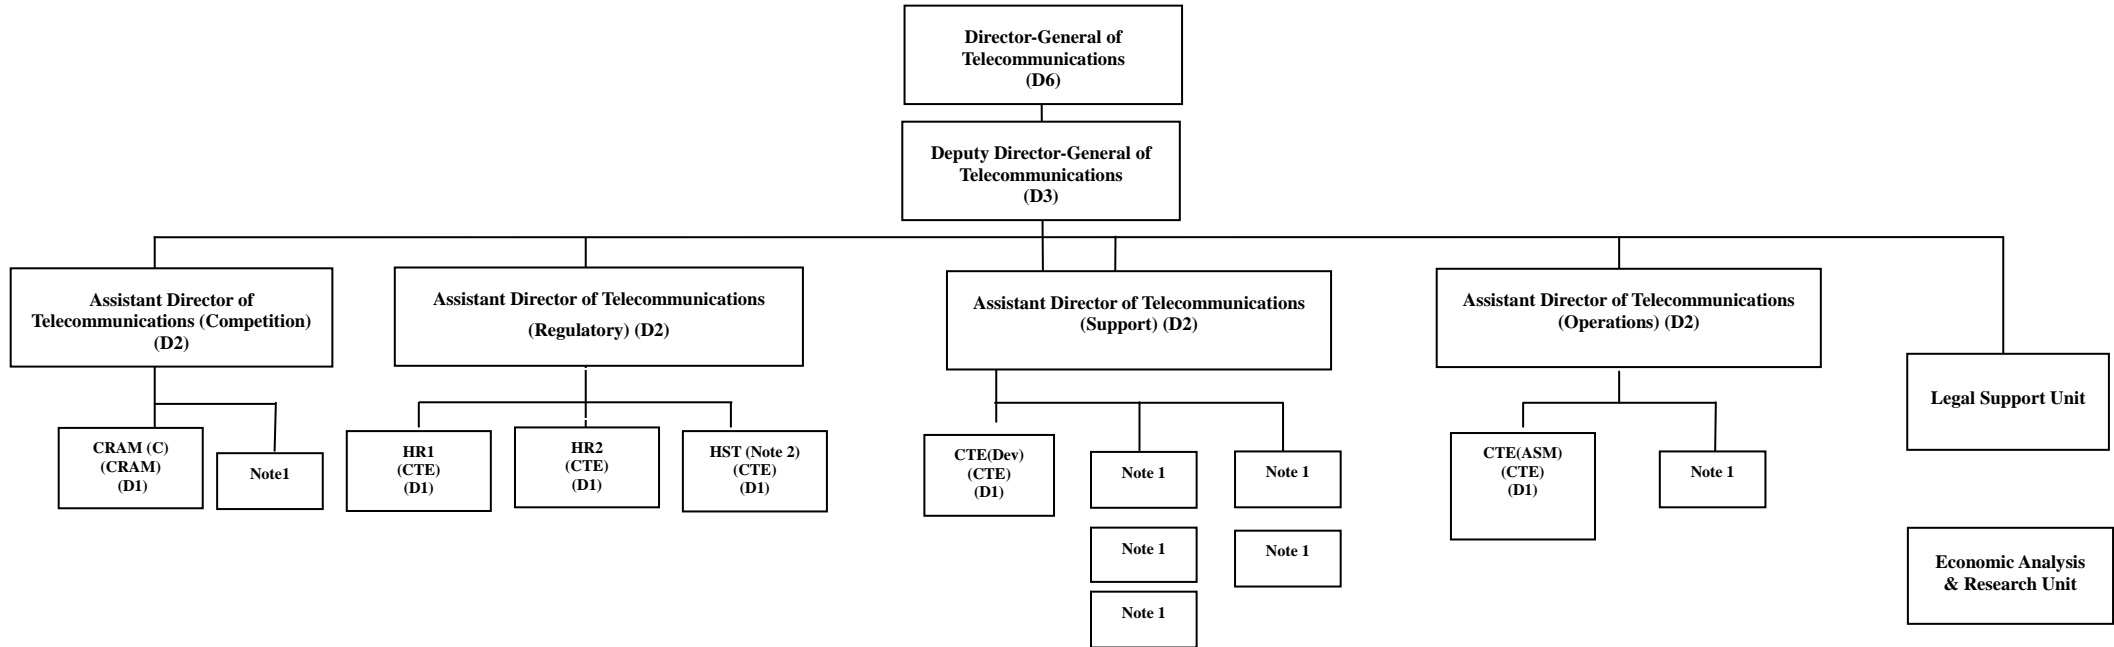 Director-General of
Telecommunications
(D6)
Deputy Director-General of
Telecommunications
(D3)
Assistant Director of
Telecommunications (Competition)
(D2)
Assistant Director of Telecommunications
(Regulatory) (D2)
Assistant Director of Telecommunications
(Support) (D2)
Assistant Director of Telecommunications
(Operations) (D2)
Legal Support Unit
CRAM (C)
(CRAM)
(D1)
Note1
HR1
(CTE)
(D1)
HR2
(CTE)
(D1)
HST (Note 2)
(CTE)
(D1)
CTE(Dev)
(CTE)
(D1)
Note 1
Note 1
Note 1
Note 1
Note 1
CTE(ASM)
(CTE)
(D1)
Note 1
Economic Analysis
& Research Unit